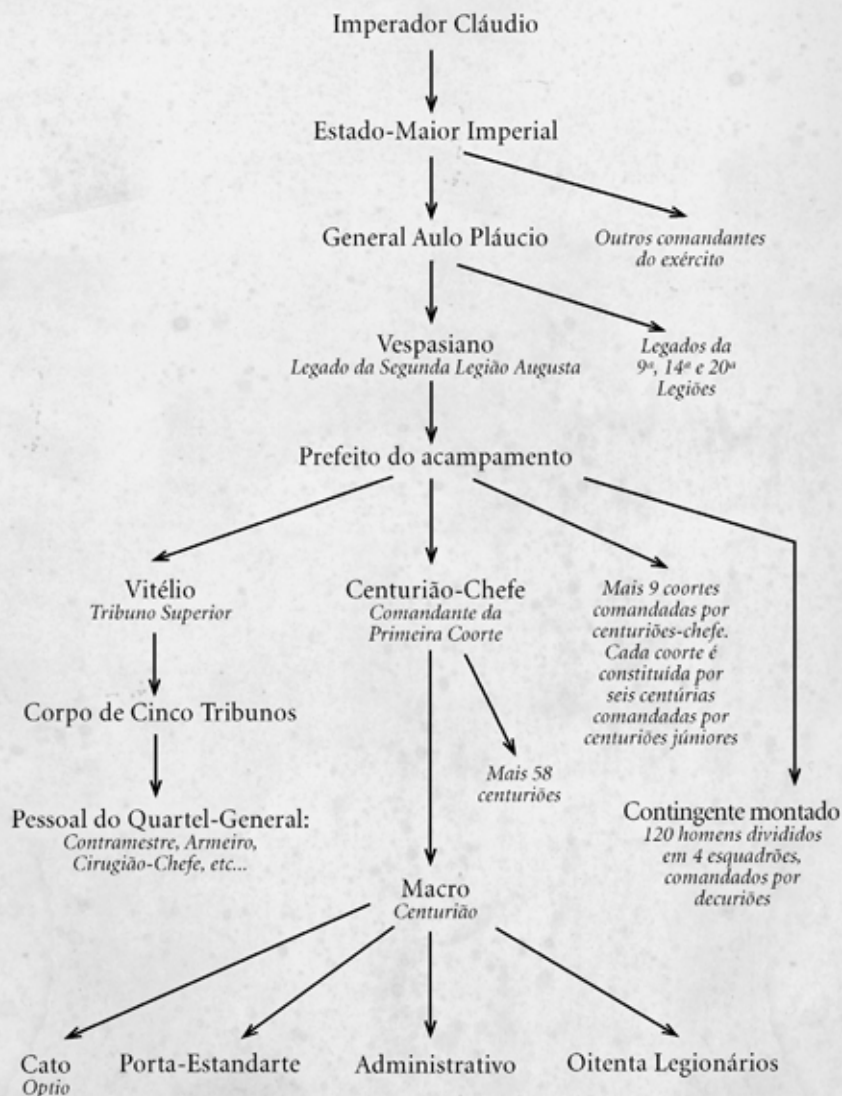 Imperador Cláudio
Estado-Maior Imperial
General Aulo Pláucio
Outros comandantes
do exército
Vespasiano
Legado da Segunda Legião Augusta
Legados da
9ª, 14ª e 20ª
Legiões
Prefeito do acampamento
Vitélio
Tribuno Superior
Centurião-Chefe
Comandante da
Primeira Coorte
Mais 9 coortes
comandadas por
centuriões-chefe.
Cada coorte é
constituída por
seis centúrias
comandadas por
centuriões júniores
Corpo de Cinco Tribunos
Mais 58
centuriões
Pessoal do Quartel-General:
Contramestre, Armeiro,
Cirugião-Chefe, etc...
Contingente montado
120 homens divididos
em 4 esquadrões,
comandados por
decuriões
Macro
Centurião
Cato
Optio
Porta-Estandarte
Administrativo
Oitenta Legionários